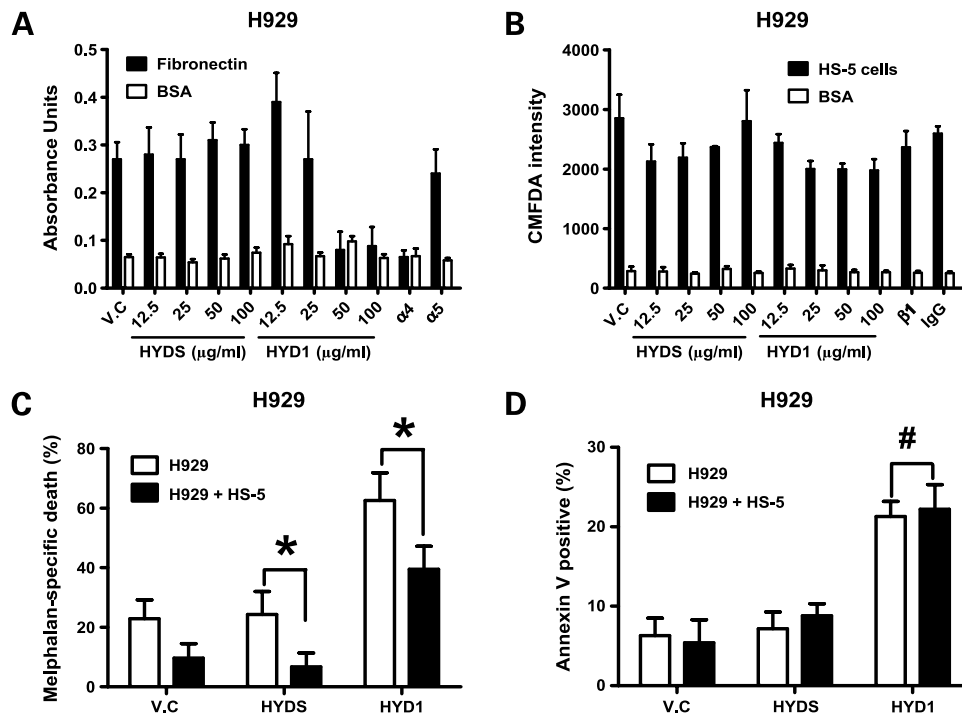 A
H929
Absorbance Units
0.5
0.4
0.3
0.2
0.1
0.0
Fibronectin
BSA
V.C
12.5
25
50
100
12.5
25
50
100
α4
α5
HYDS (μg/ml)
HYD1 (μg/ml)
B
H929
CMFDA intensity
4000
3000
2000
1000
0
HS-5 cells
BSA
V.C
12.5
25
50
100
12.5
25
50
100
β1
IgG
HYDS (μg/ml)
HYD1 (μg/ml)
C
H929
Melphalan-specific death (%)
80
60
40
20
0
H929
H929 + HS-5
*
*
V.C
HYDS
HYD1
D
H929
Annexin V positive (%)
30
20
10
0
H929
H929 + HS-5
#
V.C
HYDS
HYD1